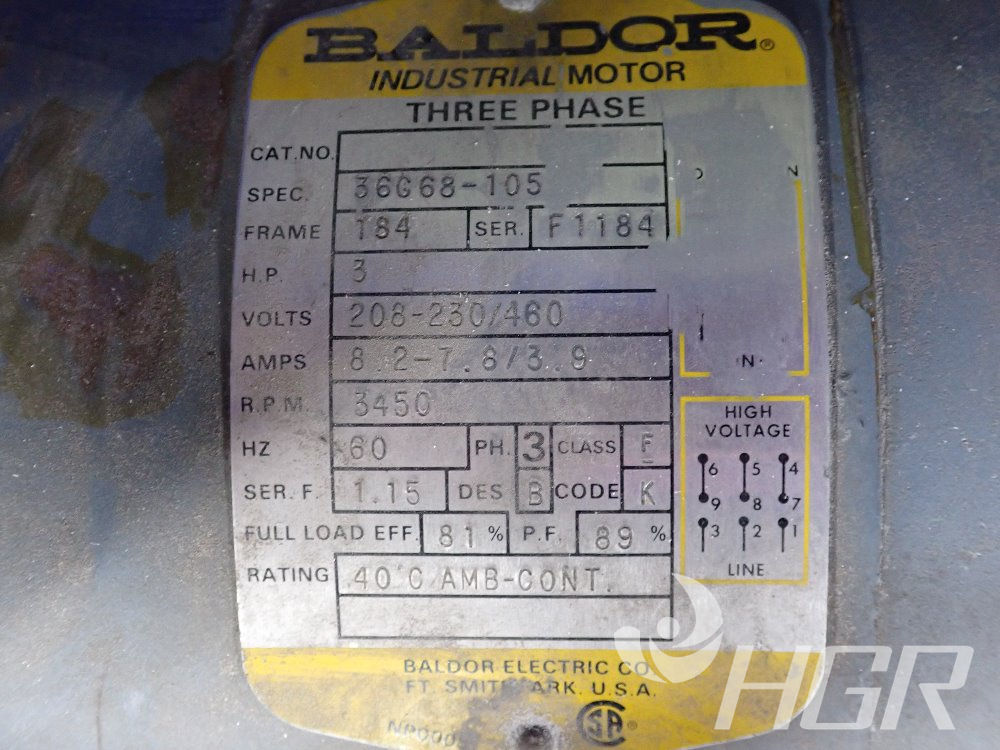 BALDOR®
INDUSTRIAL MOTOR
THREE PHASE
CAT.NO.
SPEC. 36G68-105
FRAME 184 SER. F1184
H.P. 3
VOLTS 208-230/460
AMPS 8.2-7.8/3.9
R.P.M. 3450
HZ 60 PH. 3 CLASS F
SER. F. 1.15 DES B CODE K
FULL LOAD EFF. 81 % P.F. 89 %
RATING 40°C AMB-CONT.
N
N
HIGH
VOLTAGE
6 5 4
9 8 7
3 2 1
LINE
BALDOR ELECTRIC CO.
FT. SMITH, ARK. U.S.A.
SA ®
HGR